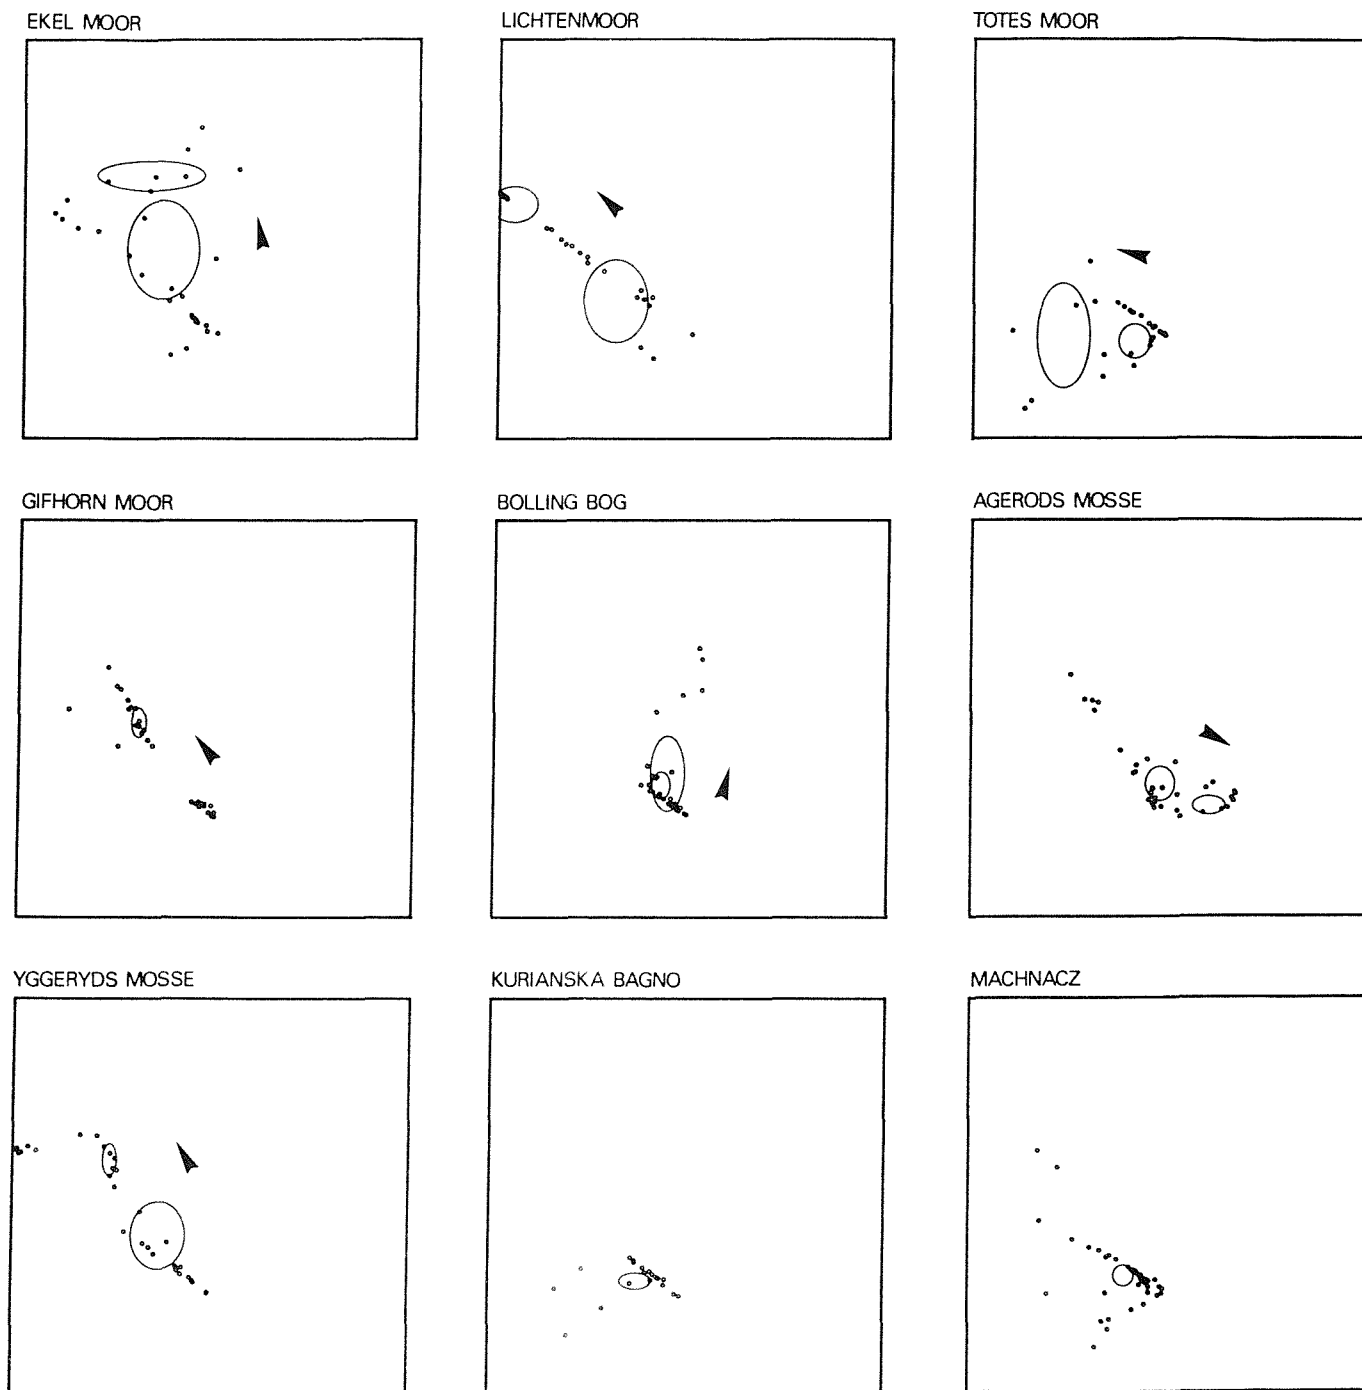 EKEL MOOR
LICHTENMOOR
TOTES MOOR
GIFHORN MOOR
BOLLING BOG
AGERODS MOSSE
YGGERYDS MOSSE
KURIANSKA BAGNO
MACHNACZ